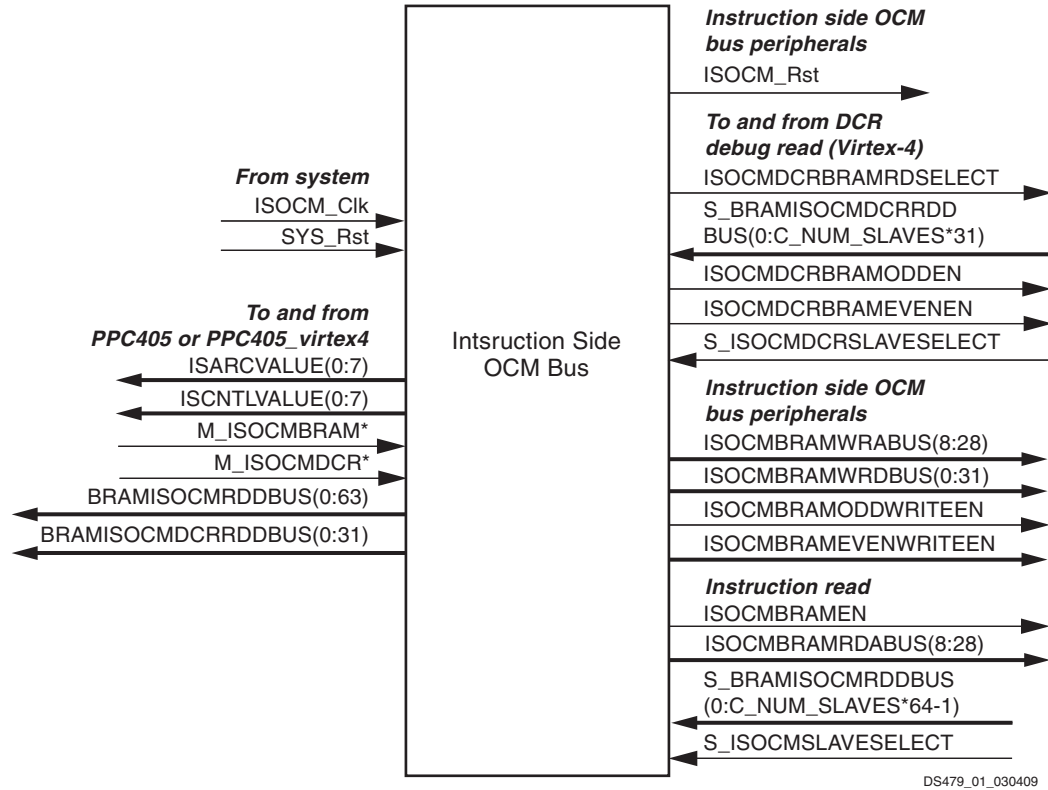 From system
ISOCM_Clk
SYS_Rst
To and from
PPC405 or PPC405_virtex4
ISARCVALUE(0:7)
ISCNTLVALUE(0:7)
M_ISOCMBRAM*
M_ISOCMDCR*
BRAMISOCMRDDBUS(0:63)
BRAMISOCMDCRRDDBUS(0:31)
Intsruction Side
OCM Bus
Instruction side OCM
bus peripherals
ISOCM_Rst
To and from DCR
debug read (Virtex-4)
ISOCMDCRBRAMRDSELECT
S_BRAMISOCMDCRRDD
BUS(0:C_NUM_SLAVES*31)
ISOCMDCRBRAMODDEN
ISOCMDCRBRAMEVENEN
S_ISOCMDCRSLAVESELECT
Instruction side OCM
bus peripherals
ISOCMBRAMWRABUS(8:28)
ISOCMBRAMWRDBUS(0:31)
ISOCMBRAMODDWRITEEN
ISOCMBRAMEVENWRITEEN
Instruction read
ISOCMBRAMEN
ISOCMBRAMRDABUS(8:28)
S_BRAMISOCMRDDBUS
(0:C_NUM_SLAVES*64-1)
S_ISOCMSLAVESELECT
DS479_01_030409